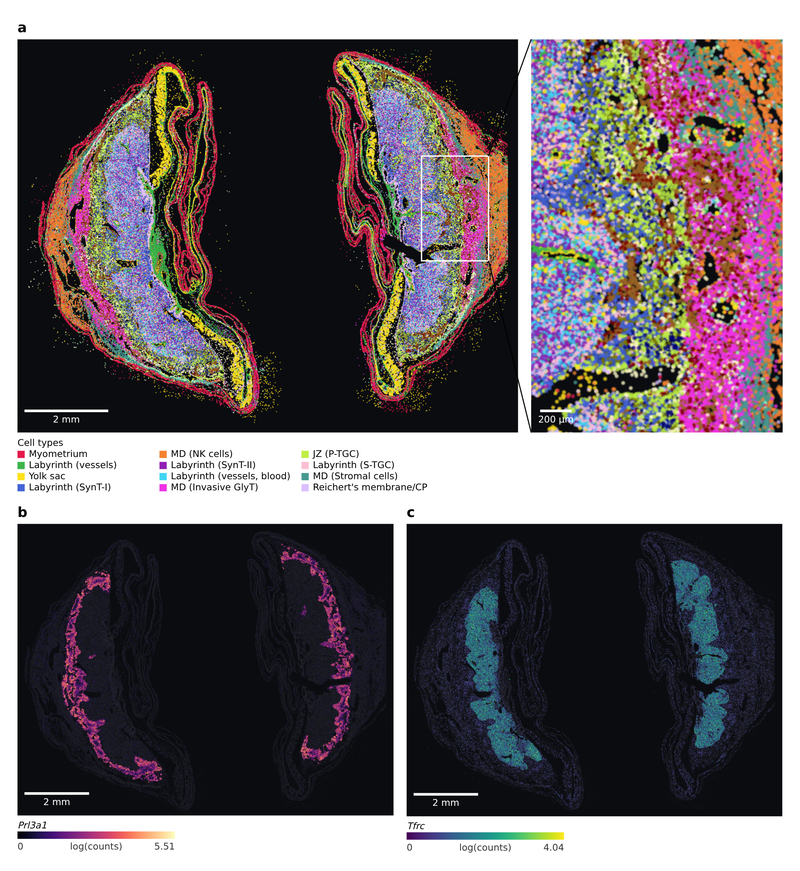 a
2 mm
200 µm
Cell types
Myometrium
Labyrinth (vessels)
Yolk sac
Labyrinth (SynT-I)
MD (NK cells)
Labyrinth (SynT-II)
Labyrinth (vessels, blood)
MD (Invasive GlyT)
JZ (P-TGC)
Labyrinth (S-TGC)
MD (Stromal cells)
Reichert's membrane/CP
b
c
2 mm
2 mm
Prl3a1
0 log(counts) 5.51
Tfrc
0 log(counts) 4.04